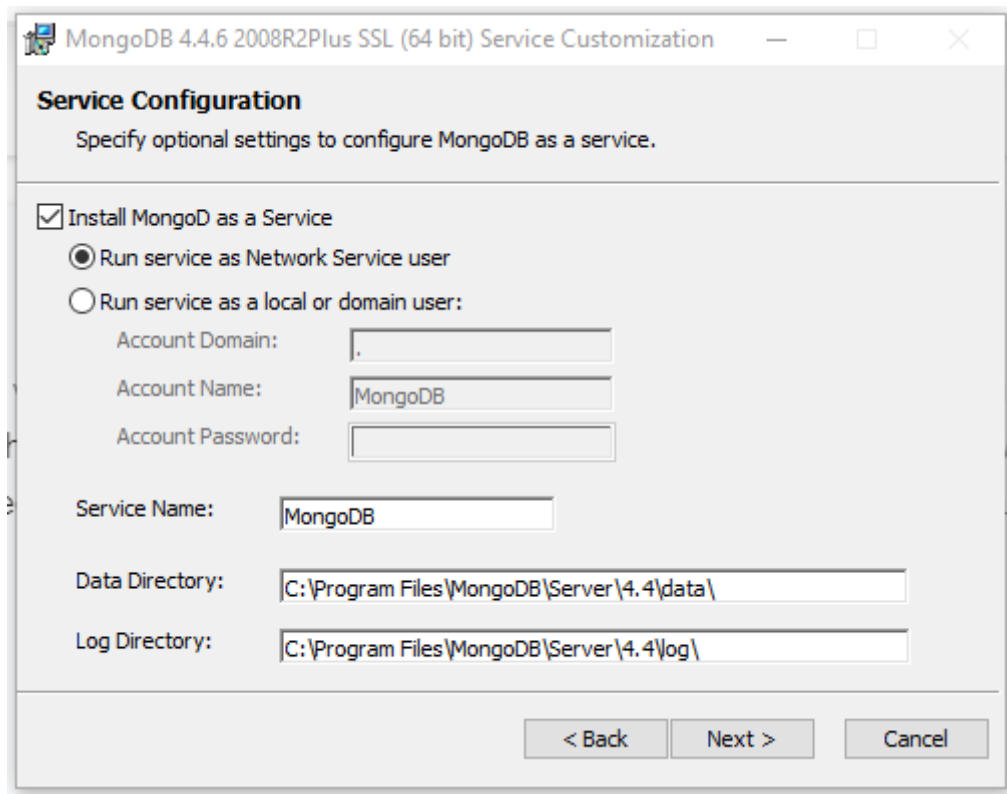 MongoDB 4.4.6 2008R2Plus SSL (64 bit) Service Customization
Service Configuration
Specify optional settings to configure MongoDB as a service.
Install MongoD as a Service
Run service as Network Service user
Run service as a local or domain user:
Account Domain: .
Account Name: MongoDB
Account Password:
Service Name: MongoDB
Data Directory: C:\Program Files\MongoDB\Server\4.4\data\
Log Directory: C:\Program Files\MongoDB\Server\4.4\log\
< Back Next > Cancel